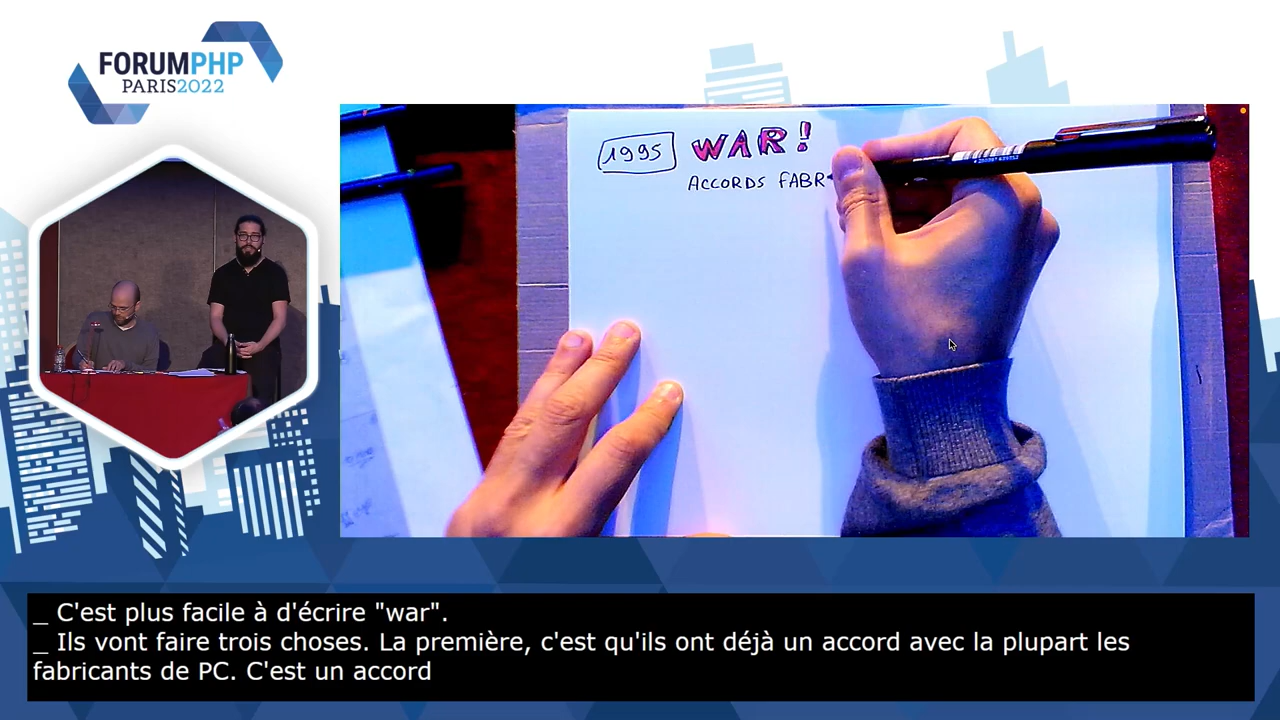 FORUMPHP
PARIS2022
1995 WAR!
ACCORDS FABR
_ C'est plus facile à d'écrire "war".
_ Ils vont faire trois choses. La première, c'est qu'ils ont déjà un accord avec la plupart les
fabricants de PC. C'est un accord